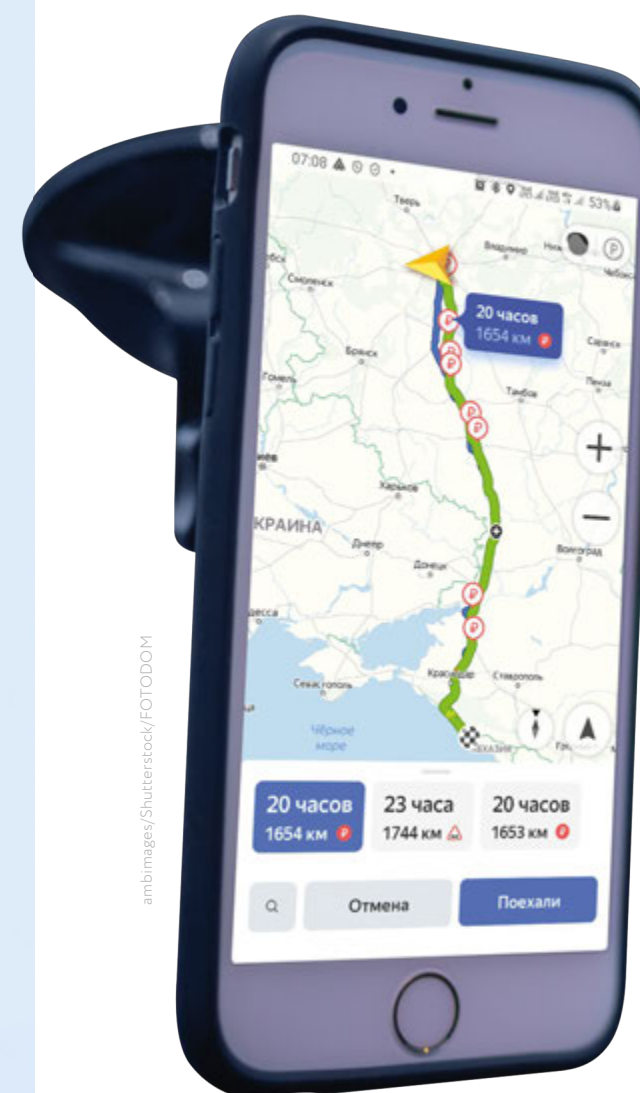 07:08
53%
Тверь
Владимир
Смоленск
20 часов
1654 км ₽
Саранск
Брянск
Пенза
Гомель
Тамбов
Харьков
КРАИНА
Днепр
Волгоград
Донецк
десса
Краснодар
Ставрополь
Севастополь
Чёрное
море
20 часов
1654 км ₽
23 часа
1744 км
20 часов
1653 км ₽
Отмена
Поехали
ambimages/Shutterstock/FOTODOM